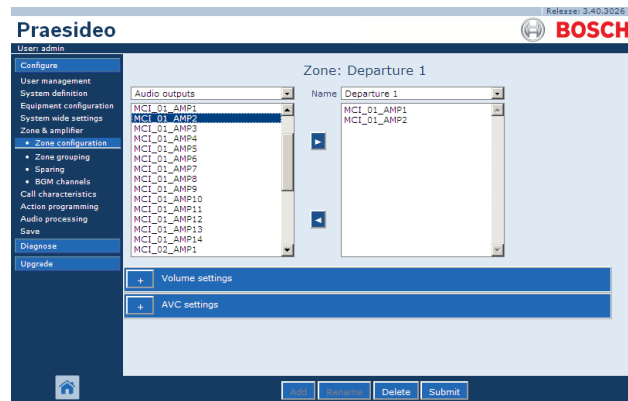 Release: 3.40.3026
Praesideo
BOSCH
User: admin
Configure
User management
System definition
Equipment configuration
System wide settings
Zone & amplifier
• Zone configuration
• Zone grouping
• Sparing
• BGM channels
Call characteristics
Action programming
Audio processing
Save
Diagnose
Upgrade
Zone: Departure 1
Audio outputs
MCI_01_AMP1
MCI_01_AMP2
MCI_01_AMP3
MCI_01_AMP4
MCI_01_AMP5
MCI_01_AMP6
MCI_01_AMP7
MCI_01_AMP8
MCI_01_AMP9
MCI_01_AMP10
MCI_01_AMP11
MCI_01_AMP12
MCI_01_AMP13
MCI_01_AMP14
MCI_02_AMP1
Name Departure 1
MCI_01_AMP1
MCI_01_AMP2
+ Volume settings
+ AVC settings
Add Rename Delete Submit